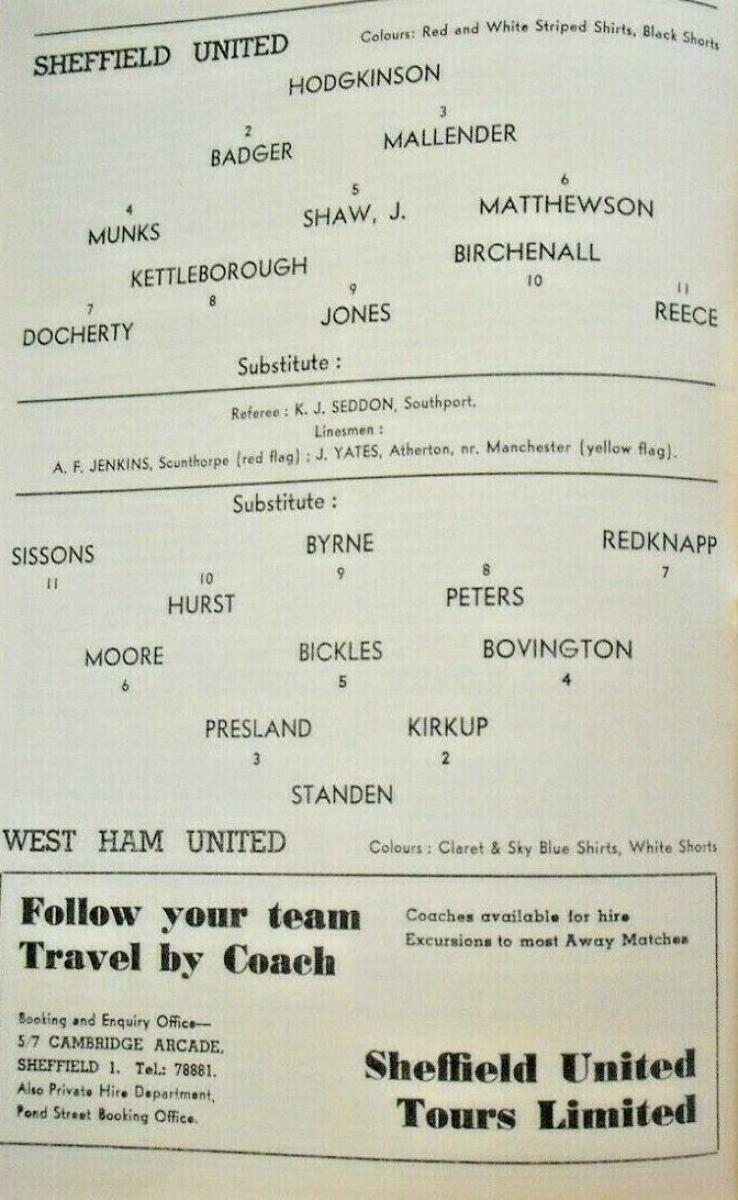 SHEFFIELD UNITED Colours: Red and White Striped Shirts, Black Shorts
HODGKINSON
2 3
BADGER MALLENDER
4 5 6
MUNKS SHAW, J. MATTHEWSON
KETTLEBOROUGH BIRCHENALL
8 10
7 9 11
DOCHERTY JONES REECE
Substitute :
Referee : K. J. SEDDON, Southport.
Linesmen :
A. F. JENKINS, Scunthorpe (red flag) ; J. YATES, Atherton, nr. Manchester (yellow flag).
Substitute :
SISSONS BYRNE REDKNAPP
11 9 7
10 8
HURST PETERS
MOORE BICKLES BOVINGTON
6 5 4
PRESLAND KIRKUP
3 2
STANDEN
WEST HAM UNITED Colours : Claret & Sky Blue Shirts, White Shorts
Follow your team
Travel by Coach
Coaches available for hire
Excursions to most Away Matches
Booking and Enquiry Office—
5/7 CAMBRIDGE ARCADE,
SHEFFIELD 1. Tel.: 78881.
Also Private Hire Department,
Pond Street Booking Office.
Sheffield United
Tours Limited